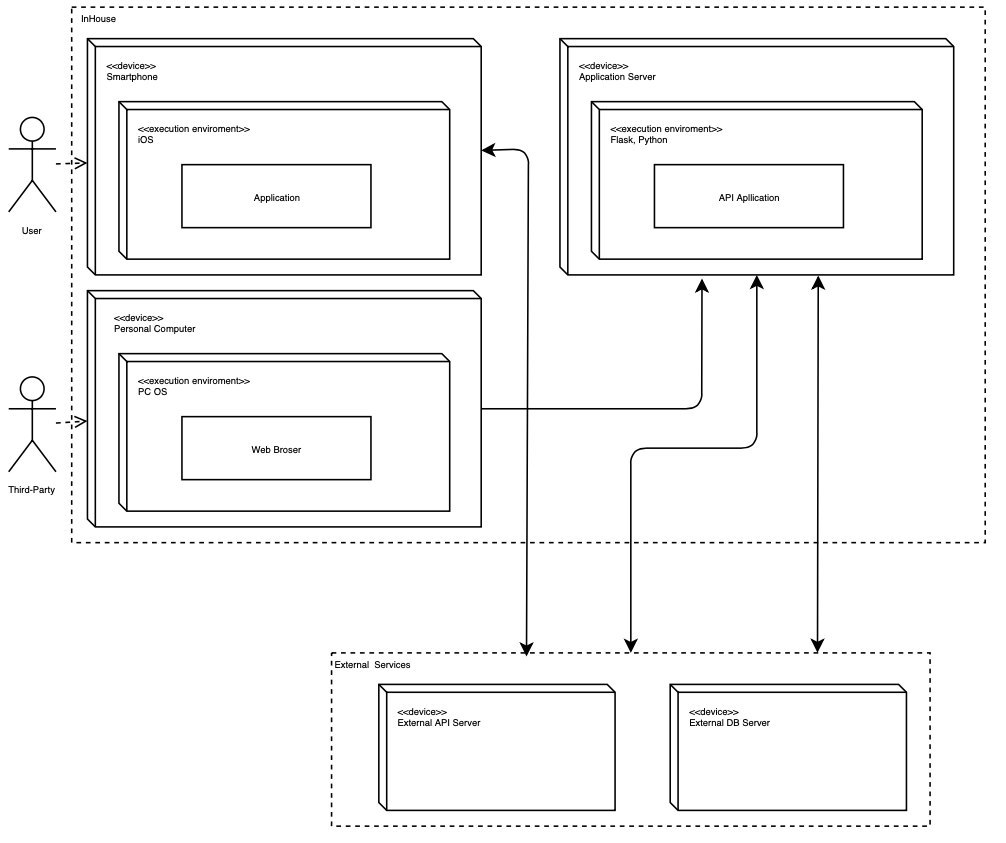 InHouse
<<device>>
Smartphone
<<execution enviroment>>
iOS
Application
<<device>>
Application Server
<<execution enviroment>>
Flask, Python
API Apllication
User
<<device>>
Personal Computer
<<execution enviroment>>
PC OS
Web Broser
Third-Party
External  Services
<<device>>
External API Server
<<device>>
External DB Server